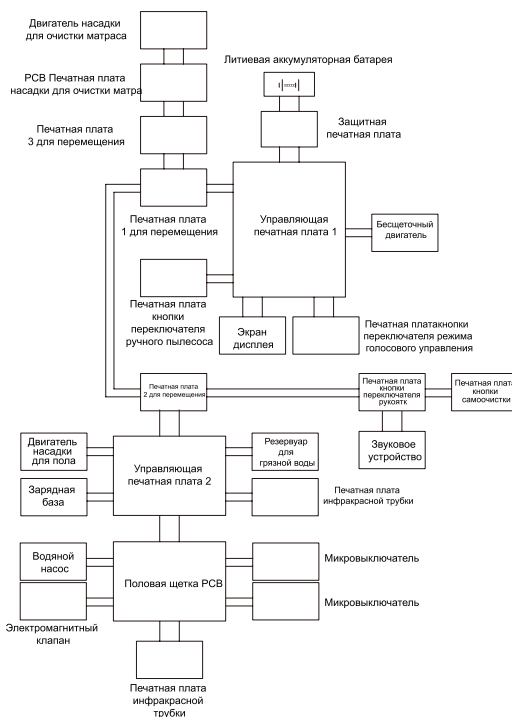 Двигатель насадки
для очистки матраса
Литиевая аккумуляторная батарея
PCB Печатная плата
насадки для очистки матра
Печатная плата
3 для перемещения
Защитная
печатная плата
Печатная плата
1 для перемещения
Управляющая
печатная плата 1
Бесщеточный
двигатель
Печатная плата
кнопки
переключателя
ручного пылесоса
Экран
дисплея
Печатная платакнопки
переключателя режима
голосового управления
Печатная плата
2 для перемещения
Печатная плата
кнопки
переключателя
рукоятк
Печатная плата
кнопки
самоочистки
Звуковое
устройство
Двигатель
насадки
для пола
Управляющая
печатная плата 2
Резервуар
для
грязной воды
Зарядная
база
Печатная плата
инфракрасной трубки
Водяной
насос
Половая щетка PCB
Микровыключатель
Микровыключатель
Электромагнитный
клапан
Печатная плата
инфракрасной
трубки